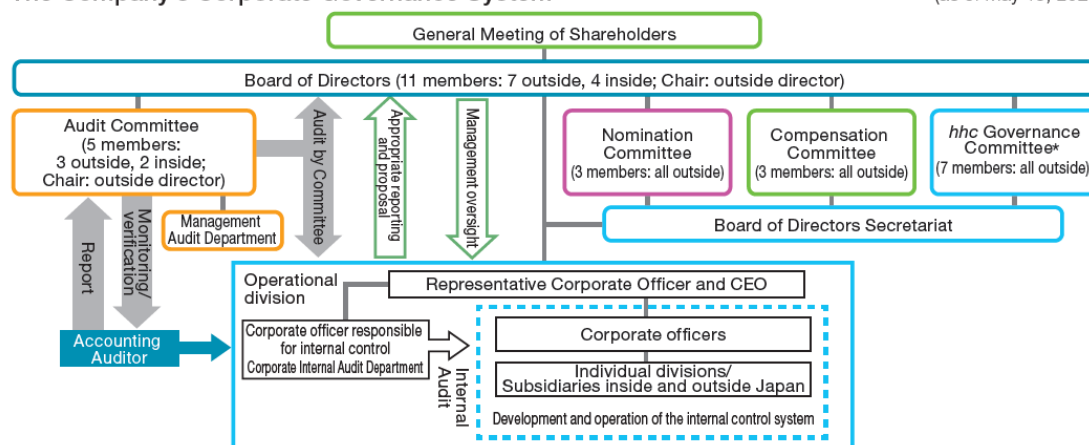 General Meeting of Shareholders
Board of Directors (11 members: 7 outside, 4 inside; Chair: outside director)
Audit Committee
(5 members:
3 outside, 2 inside;
Chair: outside director)
Management
Audit Department
Report
Monitoring/
verification
Accounting
Auditor
Audit by Committee
Appropriate reporting
and proposal
Management oversight
Nomination
Committee
(3 members: all outside)
Compensation
Committee
(3 members: all outside)
hhc Governance
Committee*
(7 members: all outside)
Board of Directors Secretariat
Operational
division
Representative Corporate Officer and CEO
Corporate officer responsible
for internal control
Corporate Internal Audit Department
Internal
Audit
Corporate officers
Individual divisions/
Subsidiaries inside and outside Japan
Development and operation of the internal control system